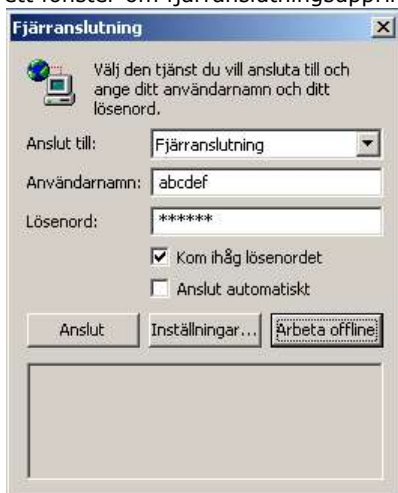 Fjärranslutning
Välj den tjänst du vill ansluta till och
ange ditt användarnamn och ditt
lösenord.
Anslut till: Fjärranslutning
Användarnamn: abcdef
Lösenord: ******
Kom ihåg lösenordet
Anslut automatiskt
Anslut Inställningar... Arbeta offline